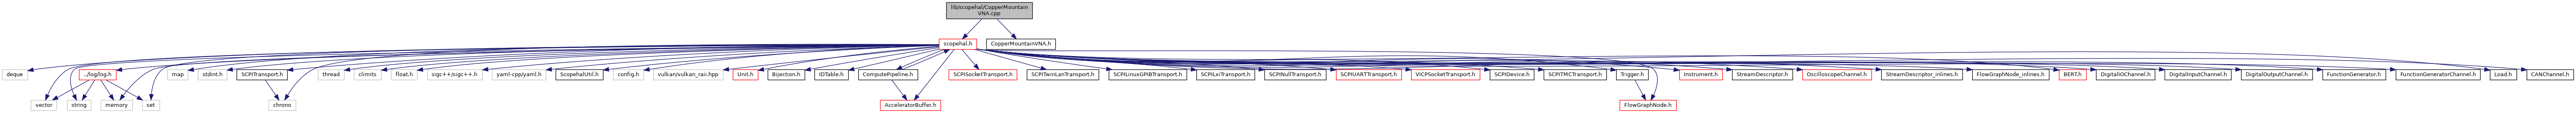 lib/scopehal/CopperMountain
VNA.cpp
scopehal.h
CopperMountainVNA.h
deque
../log/log.h
map
stdint.h
SCPITransport.h
thread
climits
float.h
sigc++/sigc++.h
yaml-cpp/yaml.h
ScopehalUtil.h
config.h
vulkan/vulkan_raii.hpp
Unit.h
Bijection.h
IDTable.h
ComputePipeline.h
SCPISocketTransport.h
SCPITwinLanTransport.h
SCPILinuxGPIBTransport.h
SCPILxiTransport.h
SCPINullTransport.h
SCPIUARTTransport.h
VICPSocketTransport.h
SCPIDevice.h
SCPITMCTransport.h
Trigger.h
Instrument.h
StreamDescriptor.h
OscilloscopeChannel.h
StreamDescriptor_inlines.h
FlowGraphNode_inlines.h
BERT.h
DigitalIOChannel.h
DigitalInputChannel.h
DigitalOutputChannel.h
FunctionGenerator.h
FunctionGeneratorChannel.h
Load.h
CANChannel.h
vector
string
memory
set
chrono
AcceleratorBuffer.h
FlowGraphNode.h